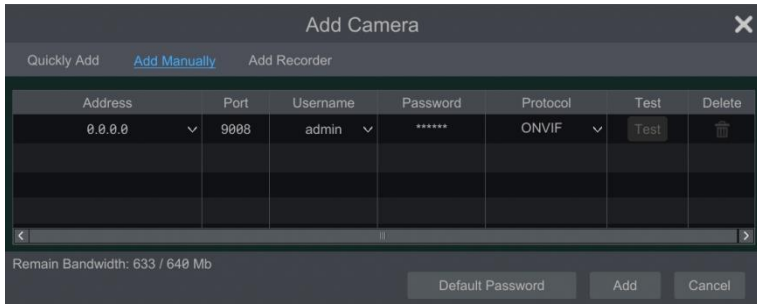 Add Camera
Quickly Add Add Manually Add Recorder
Address Port Username Password Protocol Test Delete
0.0.0.0 9008 admin ****** ONVIF Test
Remain Bandwidth: 633 / 640 Mb
Default Password Add Cancel